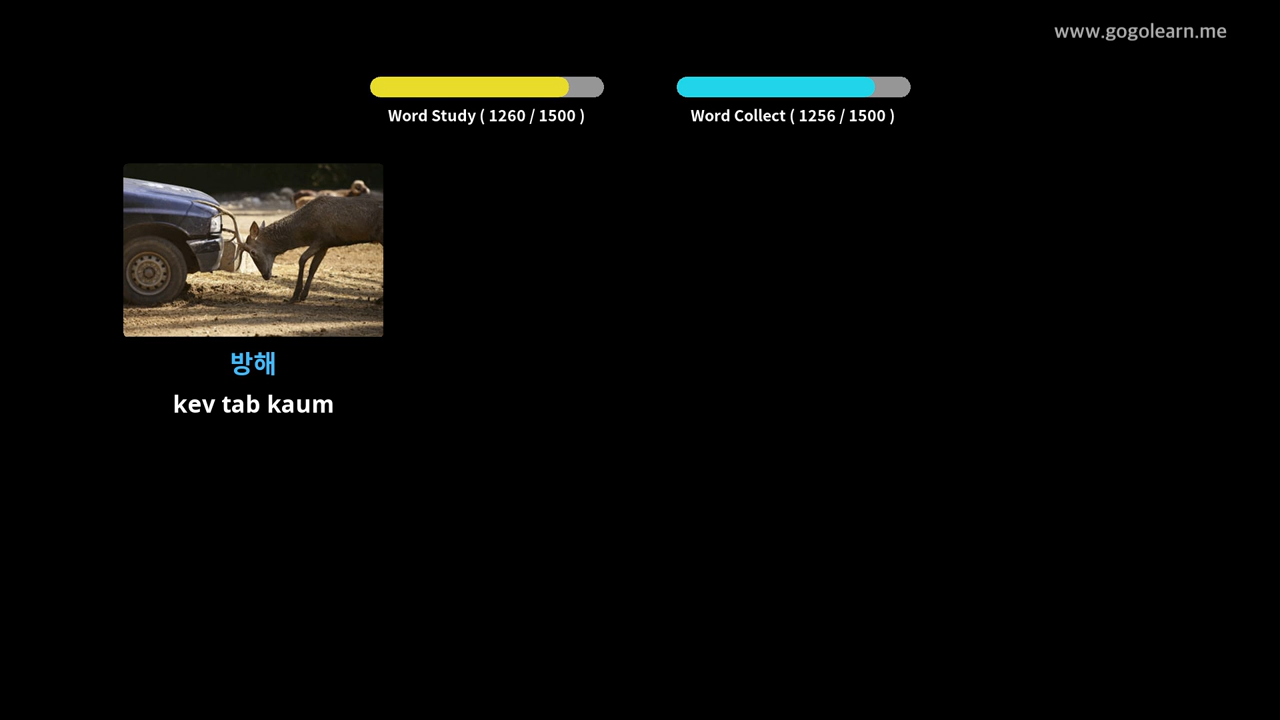 www.gogolearn.me
Word Study ( 1260 / 1500 )
Word Collect ( 1256 / 1500 )
방해
kev tab kaum